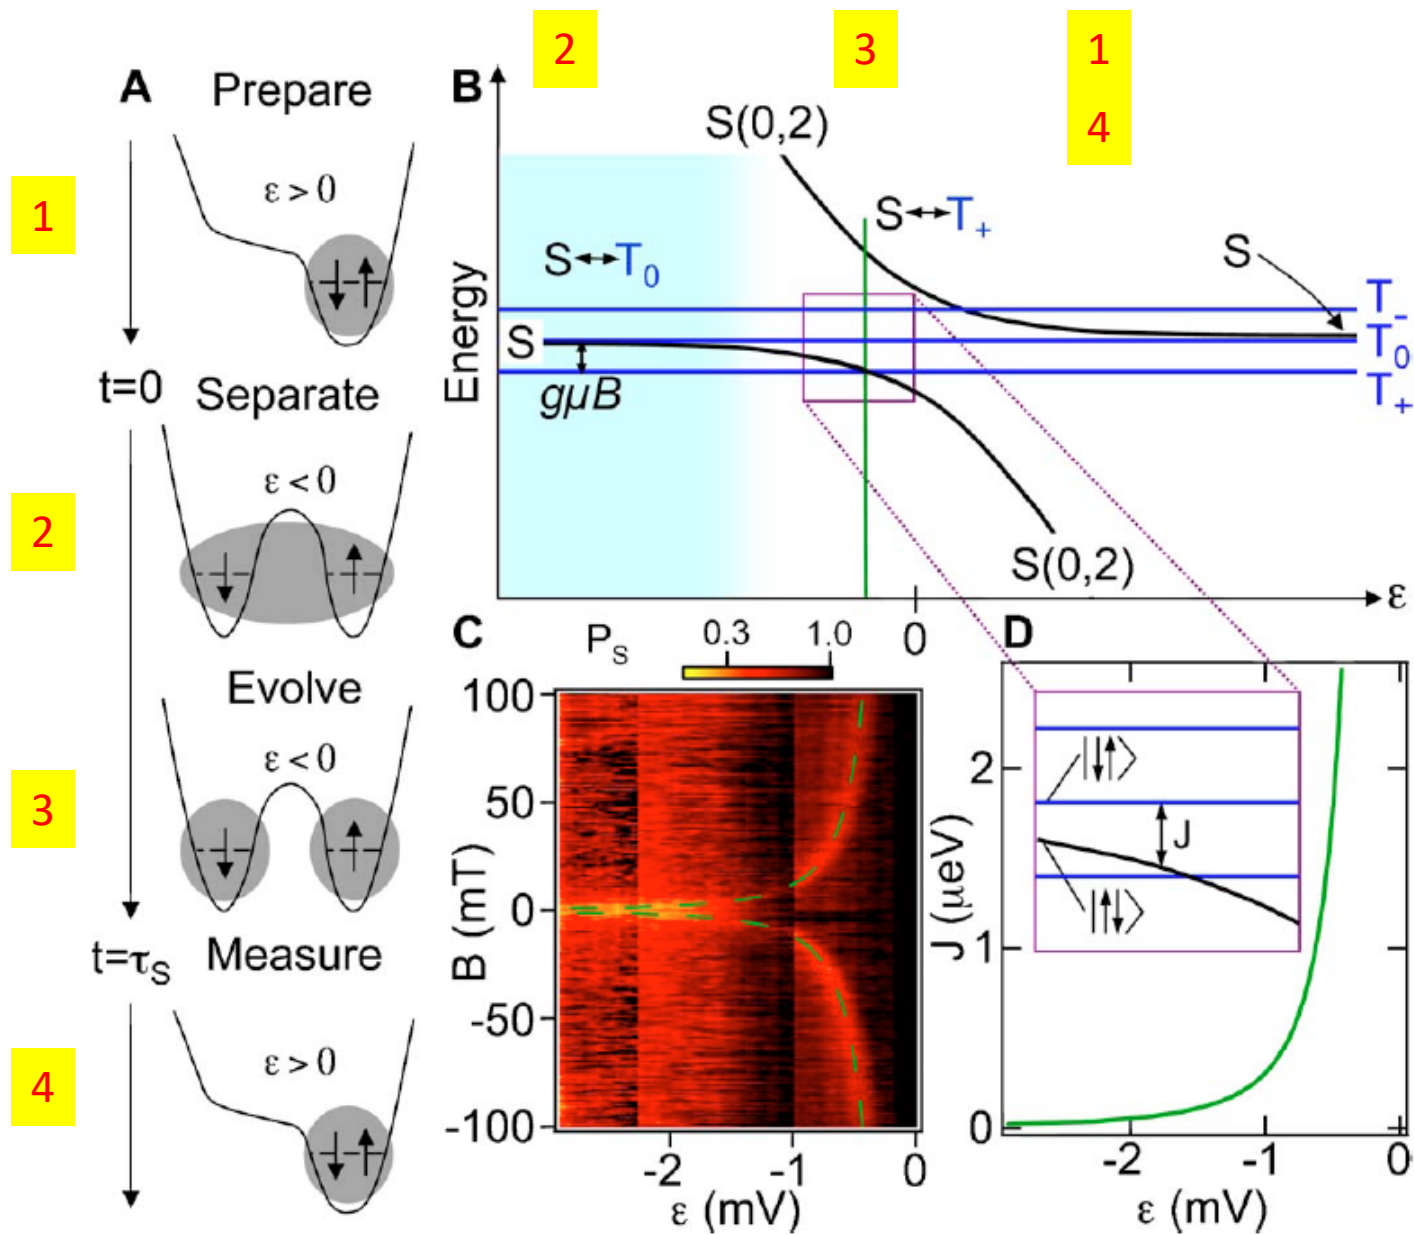 2
3
1
4
A
Prepare
ε > 0
1
t=0
Separate
ε < 0
2
Evolve
ε < 0
3
t=τS
Measure
ε > 0
4
B
Energy
S(0,2)
S↔T+
S↔T0
S
S
gμB
T-
T0
T+
S(0,2)
ε
0
C
PS
0.3
1.0
100
50
0
-50
-100
B (mT)
-2
-1
0
ε (mV)
D
J (μeV)
2
1
0
|↓↑⟩
J
|↑↓⟩
-2
-1
0
ε (mV)